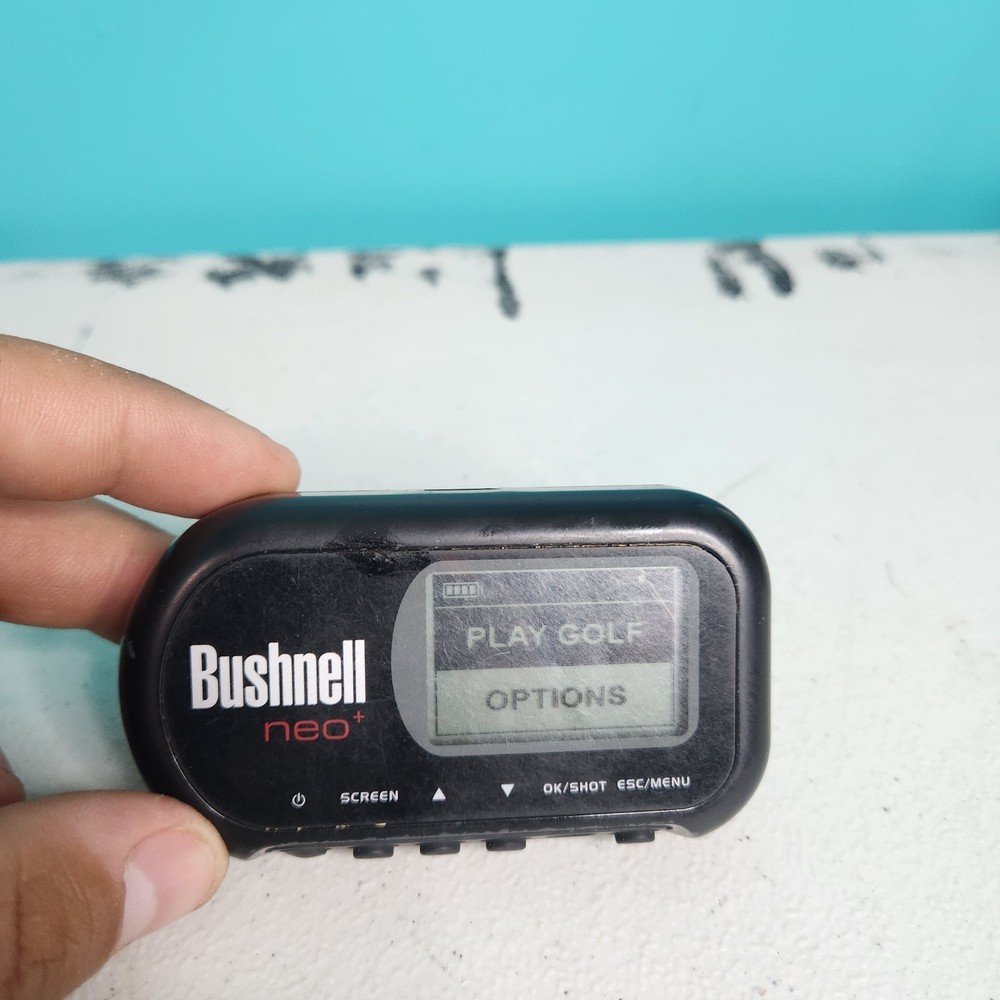 Bushnell
neo+
PLAY GOLF
OPTIONS
SCREEN ▲ ▼ OK/SHOT ESC/MENU